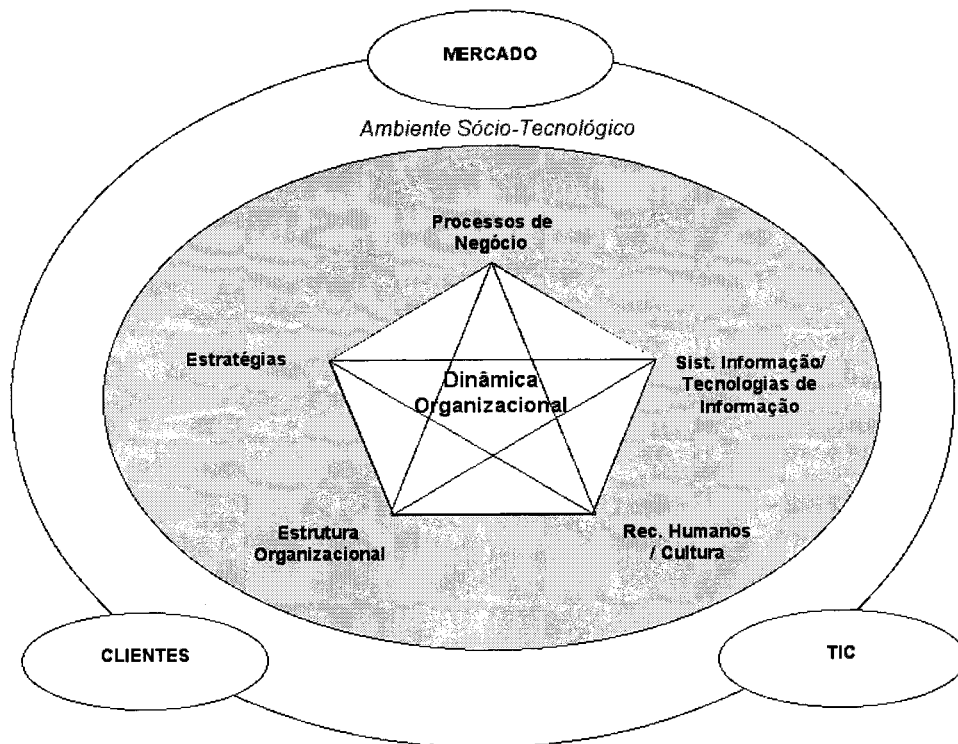 MERCADO
Ambiente Sócio-Tecnológico
Processos de
Negócio
Estratégias
Sist. Informação/
Tecnologias de
Informação
Dinâmica
Organizacional
Estrutura
Organizacional
Rec. Humanos
/ Cultura
CLIENTES
TIC